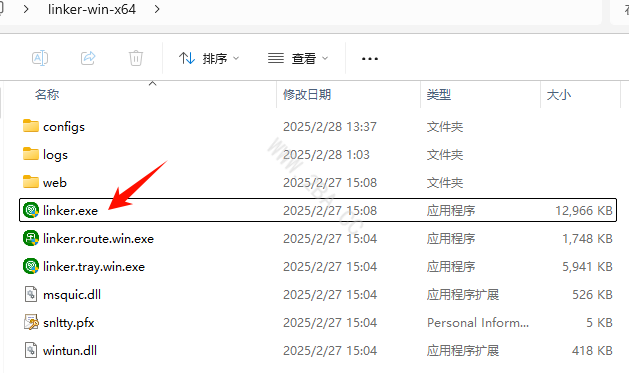 linker-win-x64
排序
查看
名称 修改日期 类型 大小
configs 2025/2/28 13:37 文件夹
logs 2025/2/28 1:03 文件夹
web 2025/2/27 15:08 文件夹
linker.exe 2025/2/27 15:08 应用程序 12,966 KB
linker.route.win.exe 2025/2/27 15:04 应用程序 1,748 KB
linker.tray.win.exe 2025/2/27 15:04 应用程序 5,941 KB
msquic.dll 2025/2/27 15:04 应用程序扩展 526 KB
snltty.pfx 2025/2/27 15:04 Personal Inform... 5 KB
wintun.dll 2025/2/27 15:04 应用程序扩展 418 KB